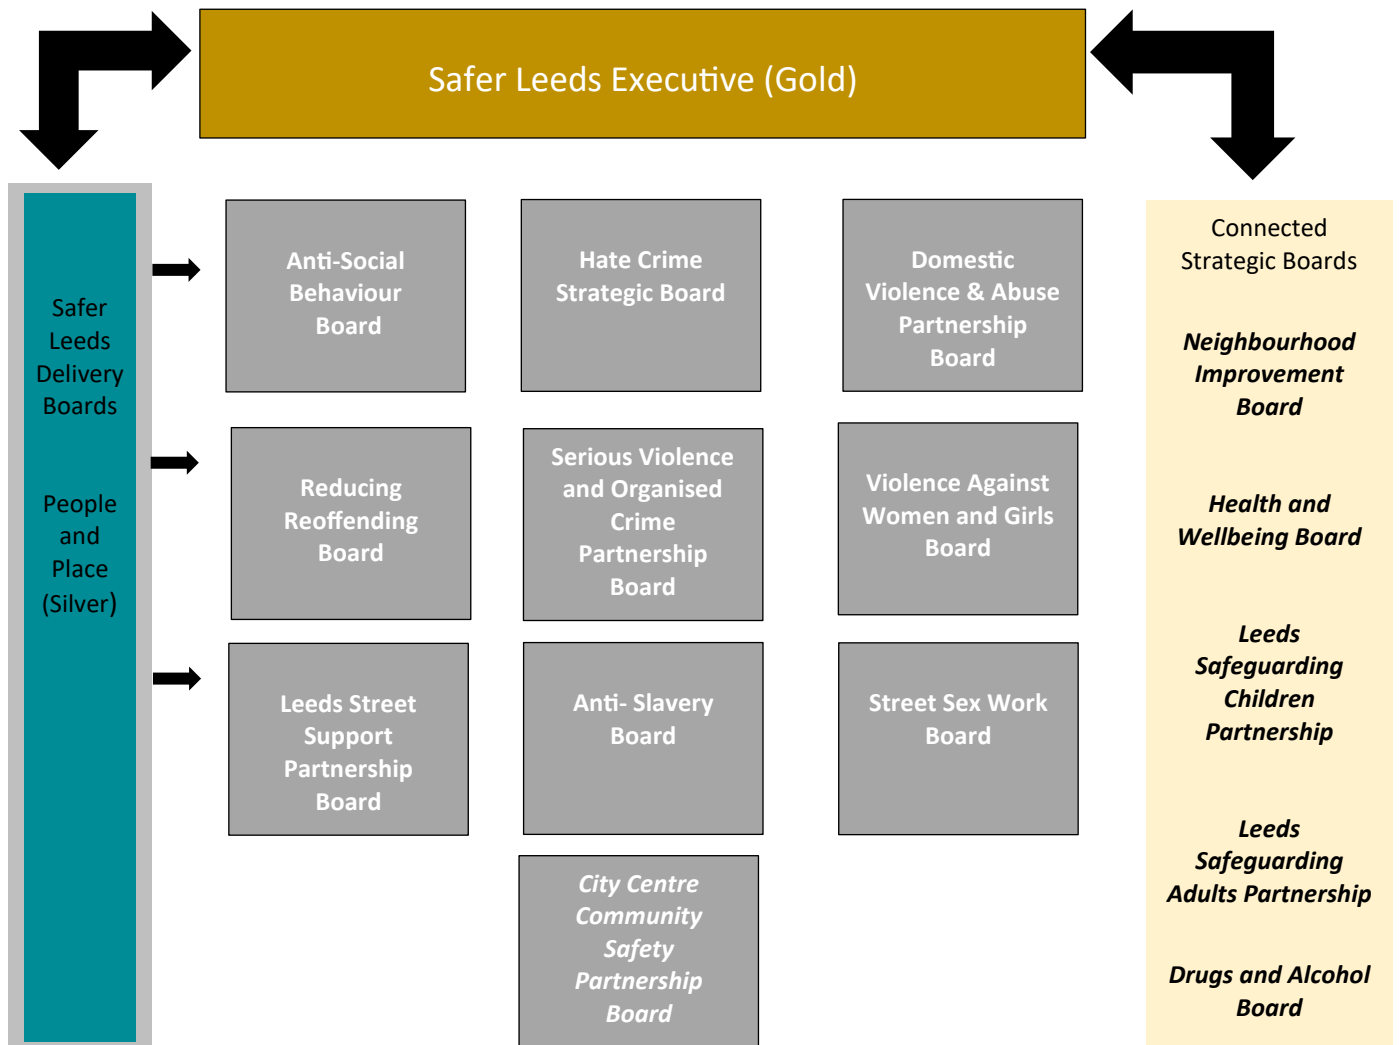 Safer Leeds Executive (Gold)
Safer
Leeds
Delivery
Boards
People
and
Place
(Silver)
Anti-Social
Behaviour
Board
Hate Crime
Strategic Board
Domestic
Violence & Abuse
Partnership
Board
Reducing
Reoffending
Board
Serious Violence
and Organised
Crime
Partnership
Board
Violence Against
Women and Girls
Board
Leeds Street
Support
Partnership
Board
Anti- Slavery
Board
Street Sex Work
Board
City Centre
Community
Safety
Partnership
Board
Connected
Strategic Boards
Neighbourhood
Improvement
Board
Health and
Wellbeing Board
Leeds
Safeguarding
Children
Partnership
Leeds
Safeguarding
Adults Partnership
Drugs and Alcohol
Board